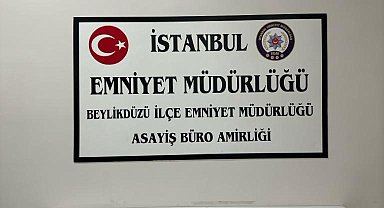 İSTANBUL
EMNİYET MÜDÜRLÜĞÜ
BEYLİKDÜZÜ İLÇE EMNİYET MÜDÜRLÜĞÜ
ASAYİŞ BÜRO AMİRLİĞİ